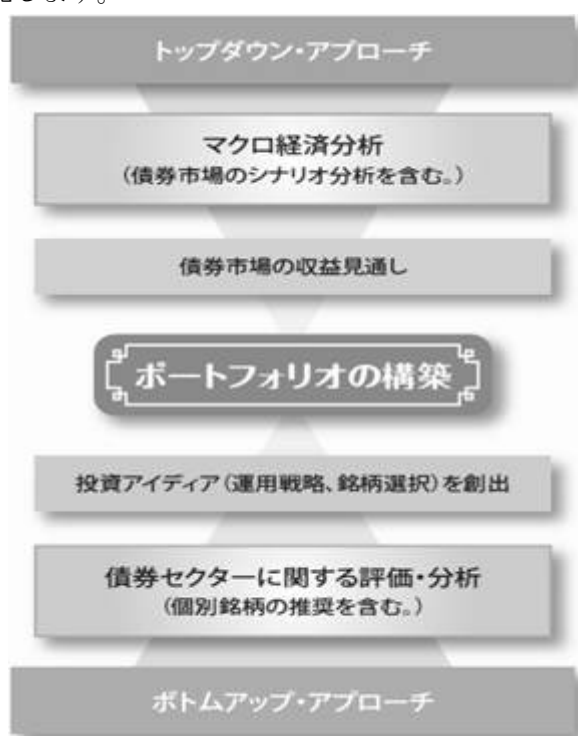 します。
トップダウン・アプローチ
マクロ経済分析
(債券市場のシナリオ分析を含む。)
債券市場の収益見通し
ポートフォリオの構築
投資アイディア(運用戦略、銘柄選択)を創出
債券セクターに関する評価・分析
(個別銘柄の推奨を含む。)
ボトムアップ・アプローチ